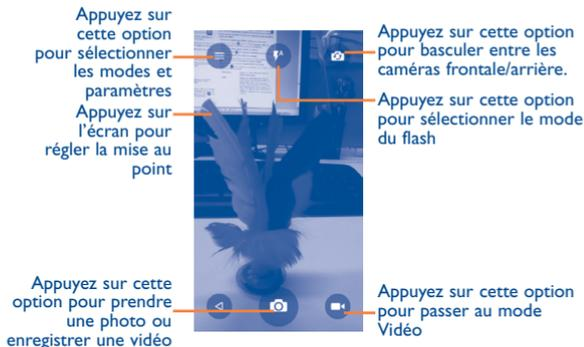 Appuyez sur
cette option
pour sélectionner
les modes et
paramètres
Appuyez sur
l'écran pour
régler la mise au
point
Appuyez sur cette
option pour prendre
une photo ou
enregistrer une vidéo
Appuyez sur cette option
pour basculer entre les
caméras frontale/arrière.
Appuyez sur cette option
pour sélectionner le mode
du flash
Appuyez sur cette option
pour passer au mode
Vidéo